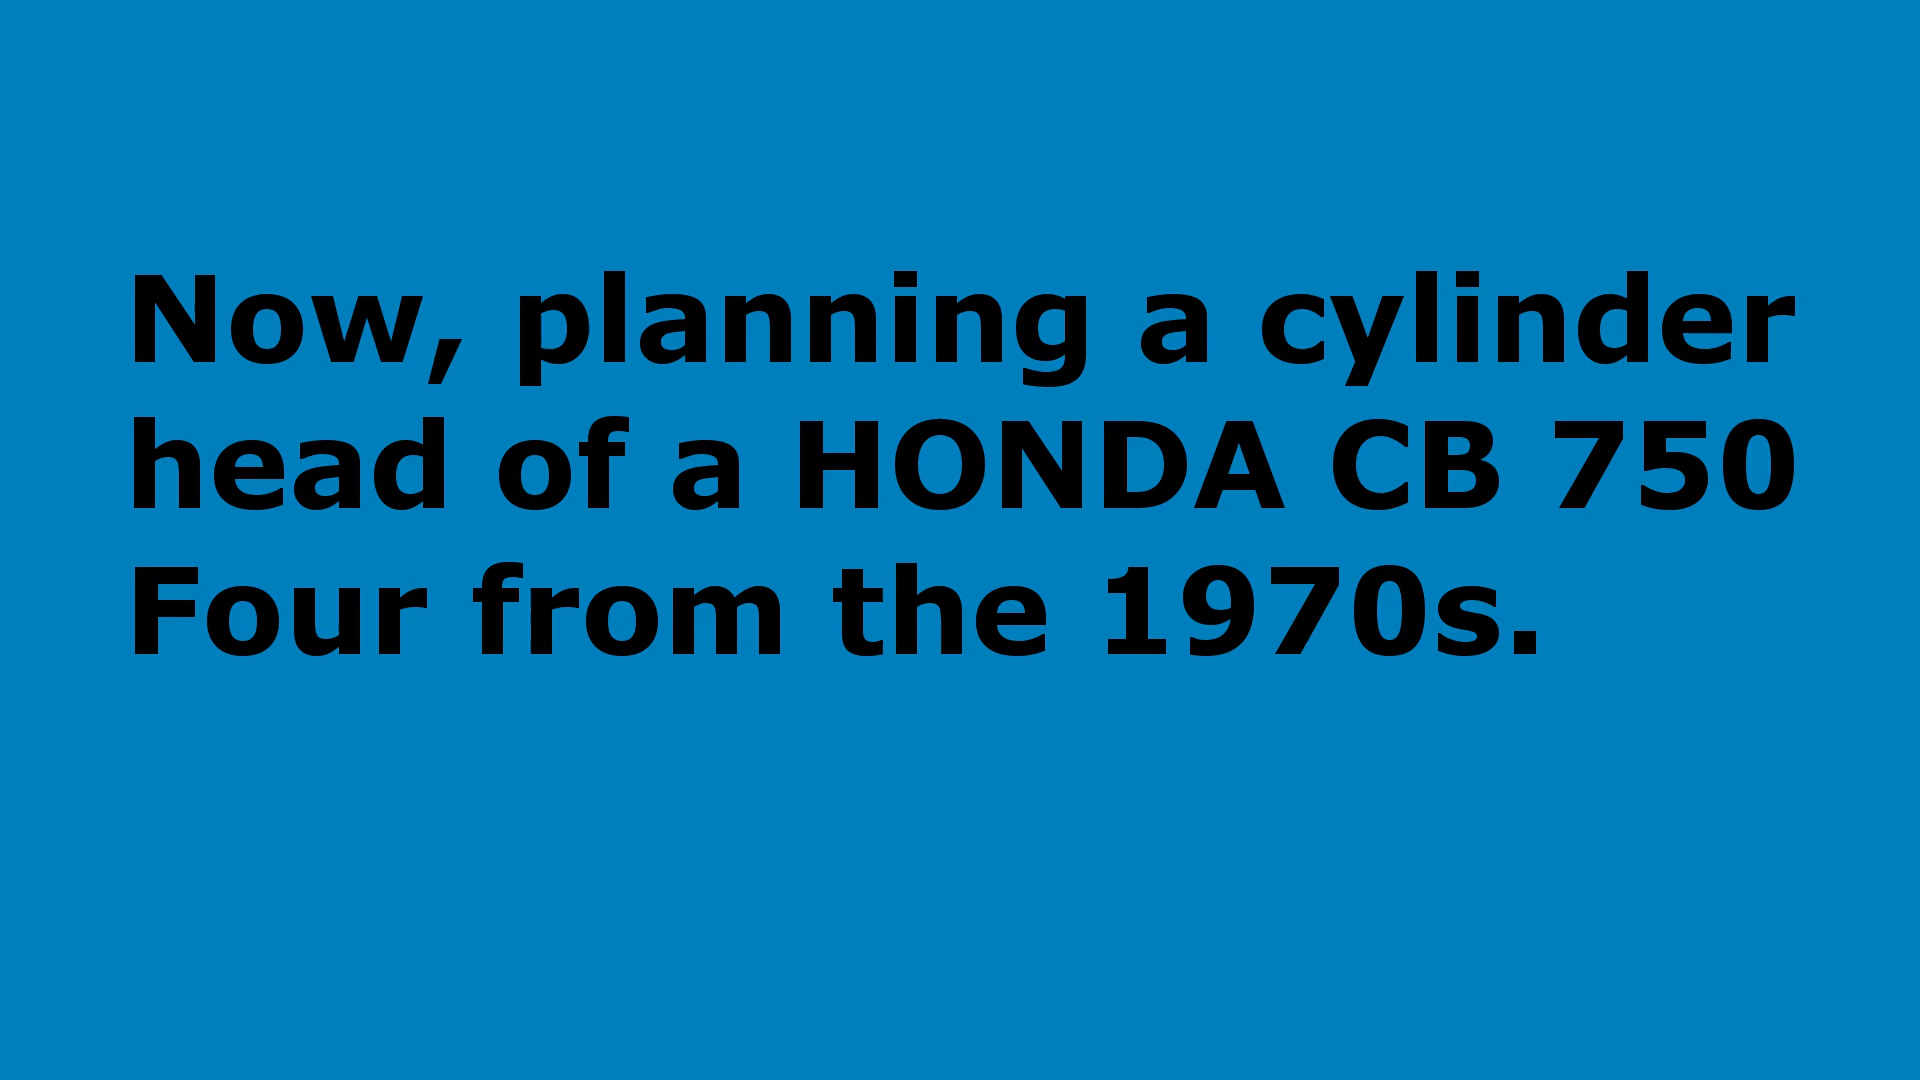 Now, planning a cylinder
head of a HONDA CB 750
Four from the 1970s.